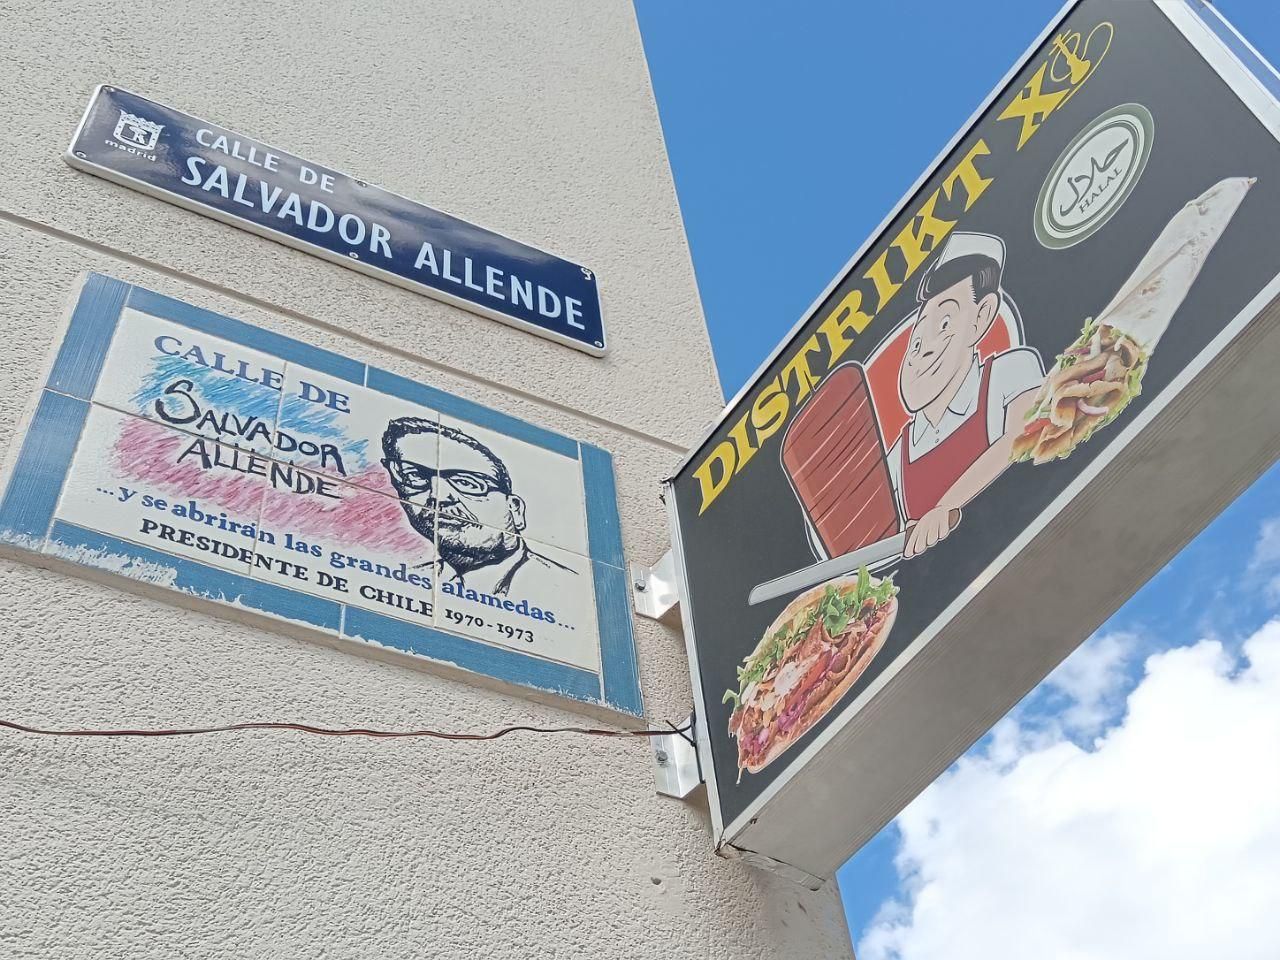 madrid
CALLE DE
SALVADOR ALLENDE
CALLE DE
SALVADOR
ALLENDE
...y se abrirán las grandes alamedas...
PRESIDENTE DE CHILE 1970-1973
DISTRIKT X
حلال
HALAL